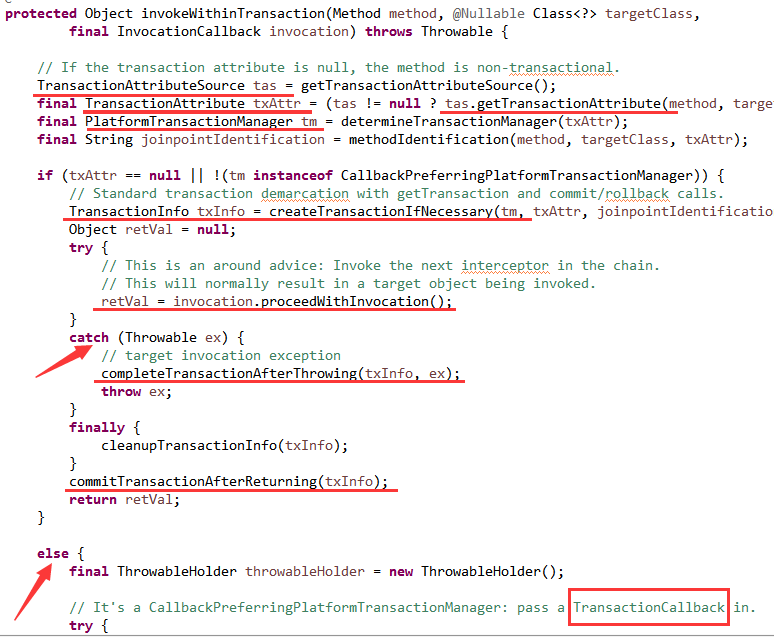 protected Object invokeWithinTransaction(Method method, @Nullable Class<?> targetClass,
final InvocationCallback invocation) throws Throwable {
// If the transaction attribute is null, the method is non-transactional.
TransactionAttributeSource tas = getTransactionAttributeSource();
final TransactionAttribute txAttr = (tas != null ? tas.getTransactionAttribute(method, targe
final PlatformTransactionManager tm = determineTransactionManager(txAttr);
final String joinpointIdentification = methodIdentification(method, targetClass, txAttr);
if (txAttr == null || !(tm instanceof CallbackPreferringPlatformTransactionManager)) {
// Standard transaction demarcation with getTransaction and commit/rollback calls.
TransactionInfo txInfo = createTransactionIfNecessary(tm, txAttr, joinpointIdentificatio
Object retVal = null;
try {
// This is an around advice: Invoke the next interceptor in the chain.
// This will normally result in a target object being invoked.
retVal = invocation.proceedWithInvocation();
}
catch (Throwable ex) {
// target invocation exception
completeTransactionAfterThrowing(txInfo, ex);
throw ex;
}
finally {
cleanupTransactionInfo(txInfo);
}
commitTransactionAfterReturning(txInfo);
return retVal;
}
else {
final ThrowableHolder throwableHolder = new ThrowableHolder();
// It's a CallbackPreferringPlatformTransactionManager: pass a TransactionCallback in.
try {